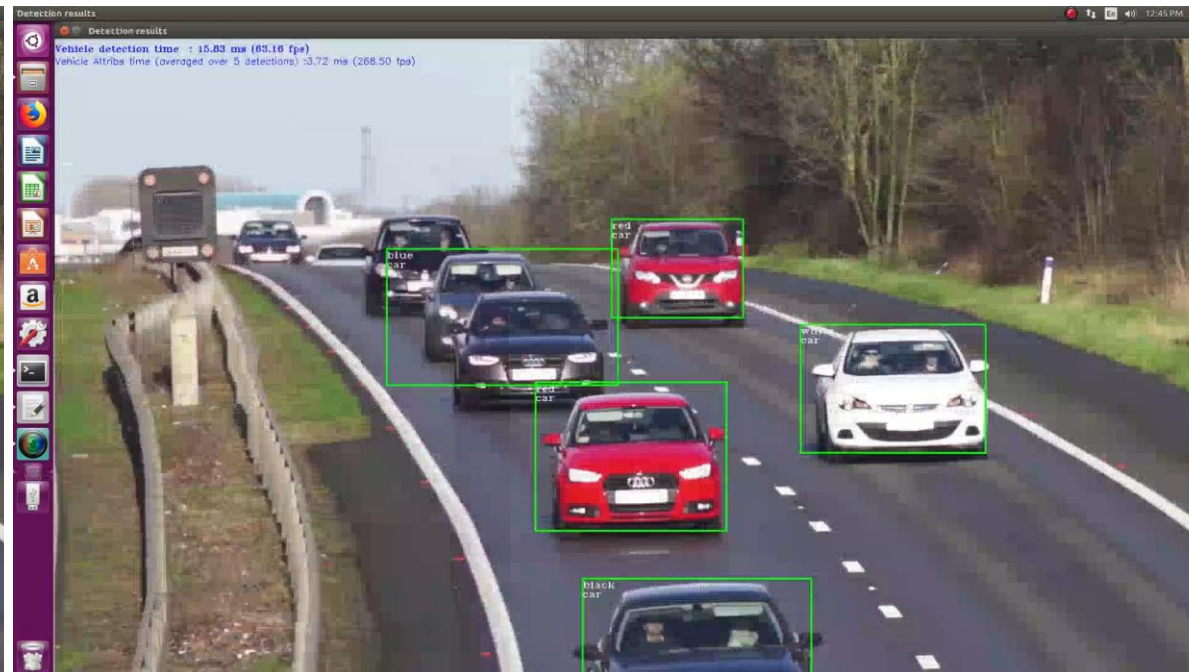 Detection results
En
12:45 PM
Detection results
Vehicle detection time : 15.83 ms (63.16 fps)
Vehicle Attribs time (averaged over 5 detections) :3.72 ms (268.50 fps)
red
car
blue
car
white
car
red
black
car
a